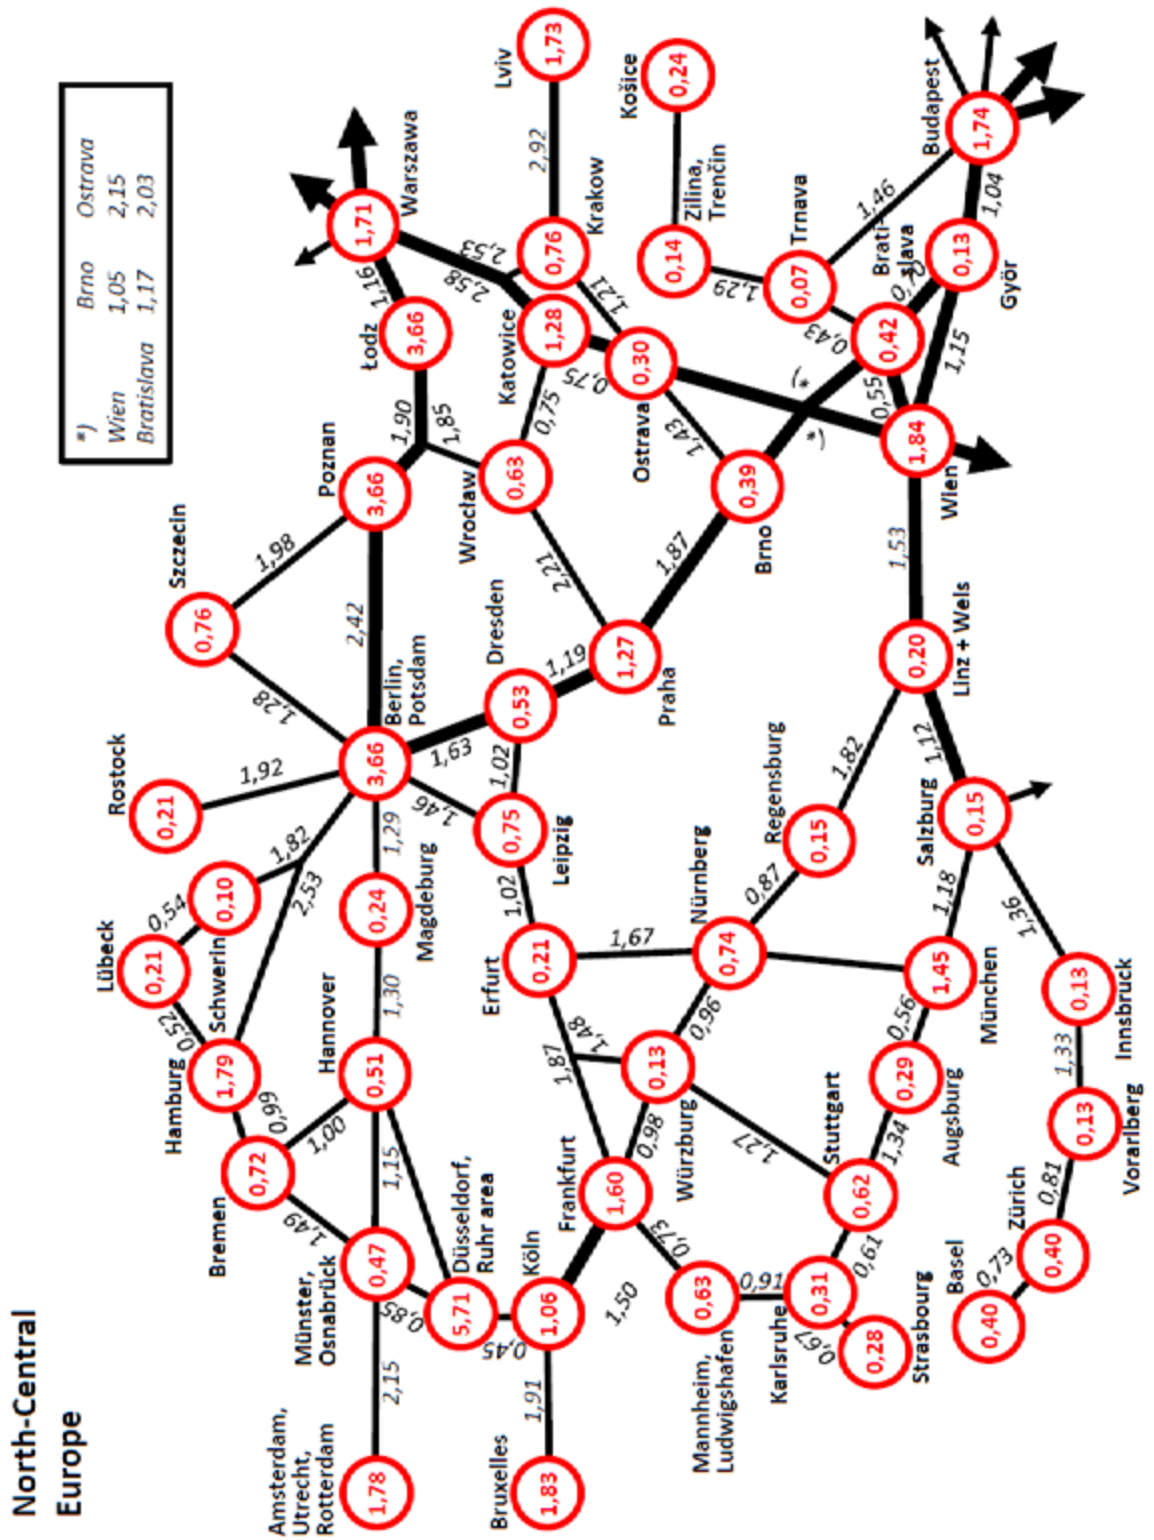 North-Central
Europe
*) Brno Ostrava
Wien 1,05 2,15
Bratislava 1,17 2,03
Amsterdam,
Utrecht,
Rotterdam
1,78
2,15
Bruxelles
1,83
1,91
Münster,
Osnabrück
0,47
0,85
Düsseldorf,
Ruhr area
5,71
0,45
Köln
1,06
1,50
Bremen
0,72
1,49
1,00
0,99
1,15
Hamburg
1,79
0,52
Lübeck
0,21
0,54
Schwerin
0,10
1,82
2,53
Hannover
0,51
1,30
Magdeburg
0,24
1,29
Rostock
0,21
1,92
Berlin,
Potsdam
3,66
1,28
Szczecin
0,76
1,98
2,42
Poznan
3,66
1,90
1,85
Łodz
3,66
1,16
Warszawa
1,71
2,53
2,58
Frankfurt
1,60
0,73
0,98
1,87
1,48
Erfurt
0,21
1,02
1,67
Leipzig
0,75
1,46
1,02
Dresden
0,53
1,63
1,19
Praha
1,27
2,21
1,87
Wrocław
0,63
0,75
Katowice
1,28
0,75
Krakow
0,76
1,21
2,92
Lviv
1,73
Ostrava
0,30
1,43
Brno
0,39
*)
*)
Mannheim,
Ludwigshafen
0,63
0,61
Karlsruhe
0,31
0,67
0,61
Strasbourg
0,28
Stuttgart
0,62
1,27
1,34
Würzburg
0,13
0,96
Nürnberg
0,74
0,87
Regensburg
0,15
1,82
Augsburg
0,29
0,56
München
1,45
1,18
Salzburg
0,15
1,12
1,36
Linz + Wels
0,20
1,53
Wien
1,84
0,55
1,15
Brati-
slava
0,42
0,43
0,70
Trnava
0,07
1,29
1,46
Zilina,
Trenčin
0,14
Košice
0,24
Györ
0,13
1,04
Budapest
1,74
Basel
0,40
0,73
Zürich
0,40
0,81
Vorarlberg
0,13
1,33
Innsbruck
0,13